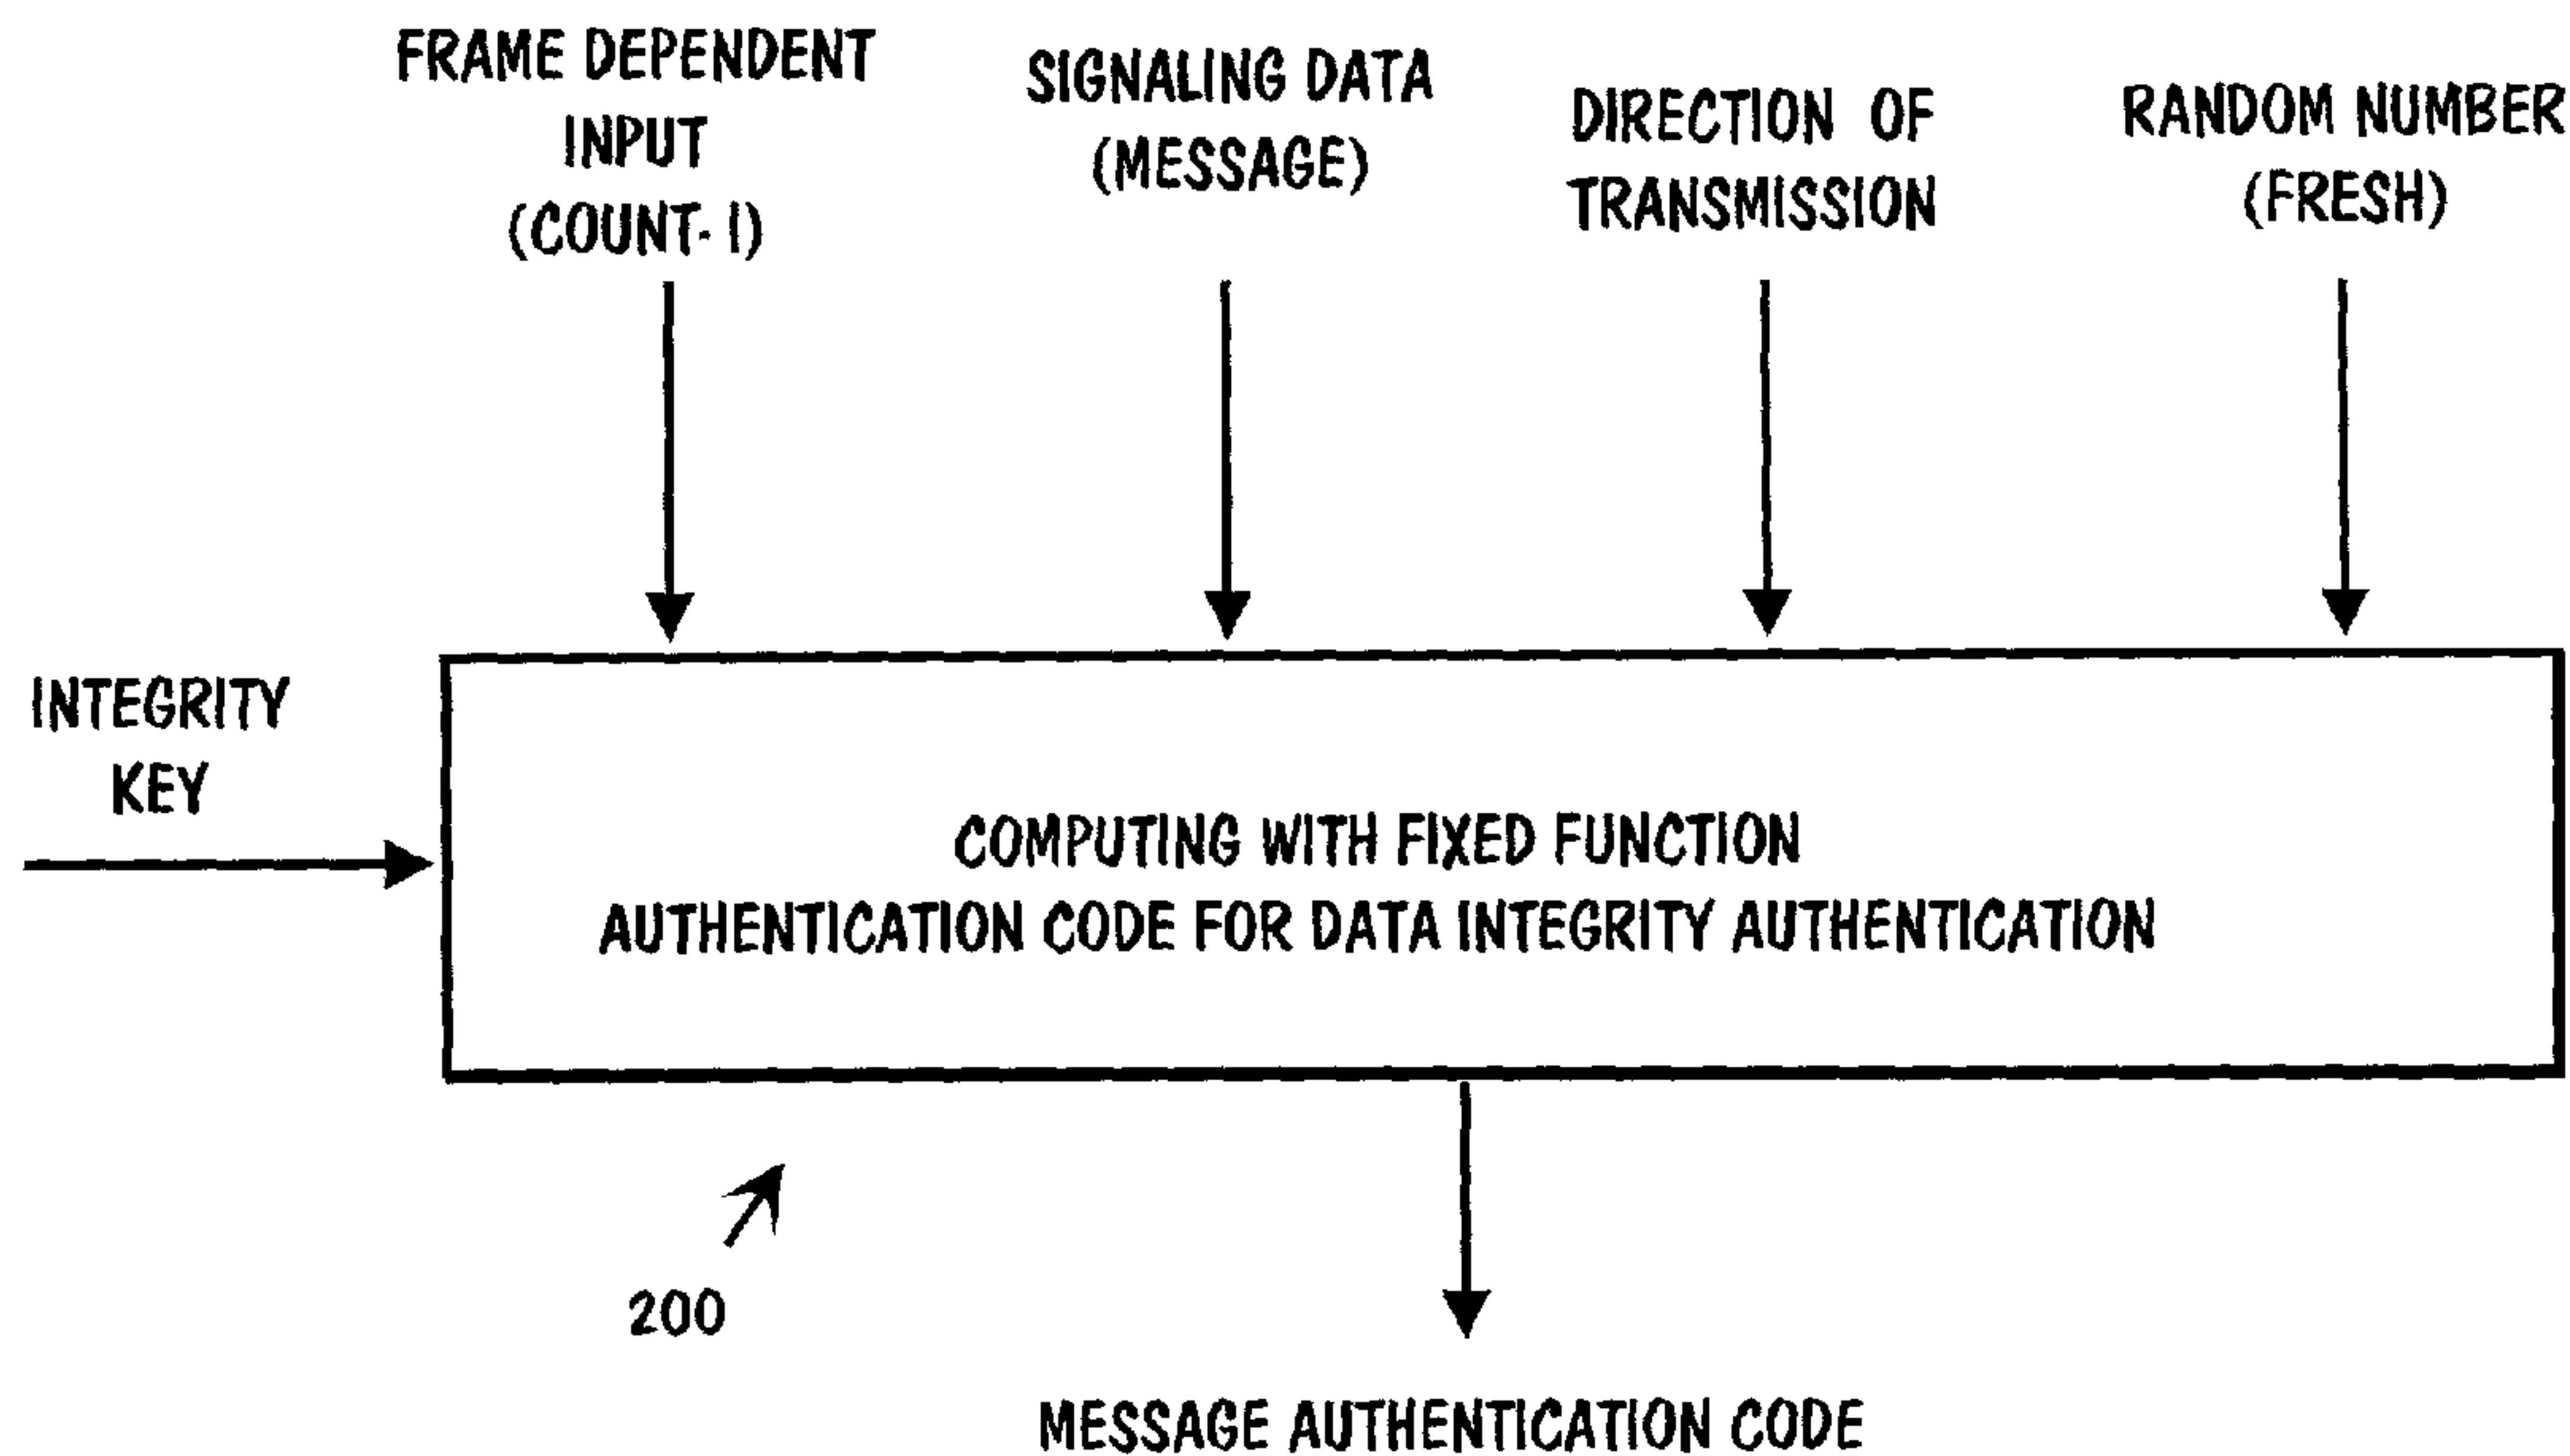 FRAME DEPENDENT
INPUT
(COUNT- I)
SIGNALING DATA
(MESSAGE)
DIRECTION OF
TRANSMISSION
RANDOM NUMBER
(FRESH)
INTEGRITY
KEY
COMPUTING WITH FIXED FUNCTION
AUTHENTICATION CODE FOR DATA INTEGRITY AUTHENTICATION
200
MESSAGE AUTHENTICATION CODE